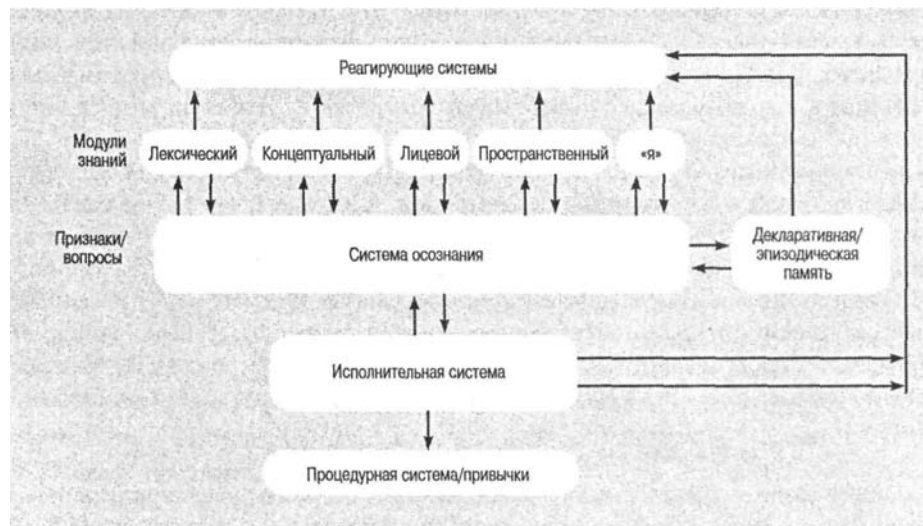 Реагирующие системы
Модули
знаний
Лексический
Концептуальный
Лицевой
Пространственный
«я»
Признаки/
вопросы
Система осознания
Декларативная/
эпизодическая
память
Исполнительная система
Процедурная система/привычки